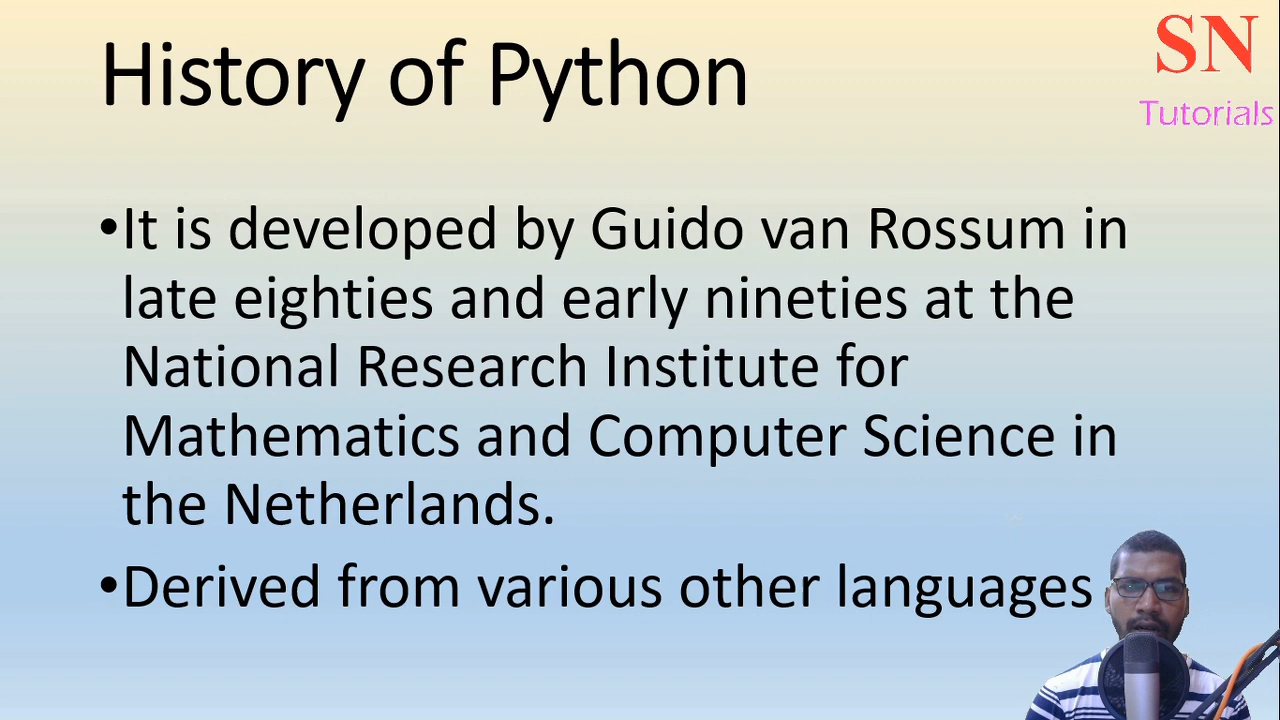 History of Python
SN
Tutorials
•It is developed by Guido van Rossum in
late eighties and early nineties at the
National Research Institute for
Mathematics and Computer Science in
the Netherlands.
•Derived from various other languages